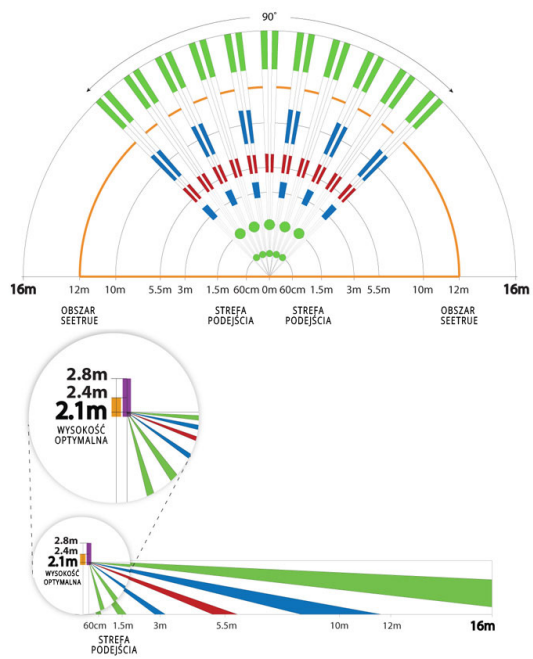 90°
16m 12m 10m 5.5m 3m 1.5m 60cm 0m 60cm 1.5m 3m 5.5m 10m 12m 16m
OBSZAR SEETRUE
STREFA PODEJŚCIA
STREFA PODEJŚCIA
OBSZAR SEETRUE
2.8m
2.4m
2.1m
WYSOKOŚĆ
OPTYMALNA
2.8m
2.4m
2.1m
WYSOKOŚĆ
OPTYMALNA
60cm 1.5m 3m 5.5m 10m 12m 16m
STREFA
PODEJŚCIA